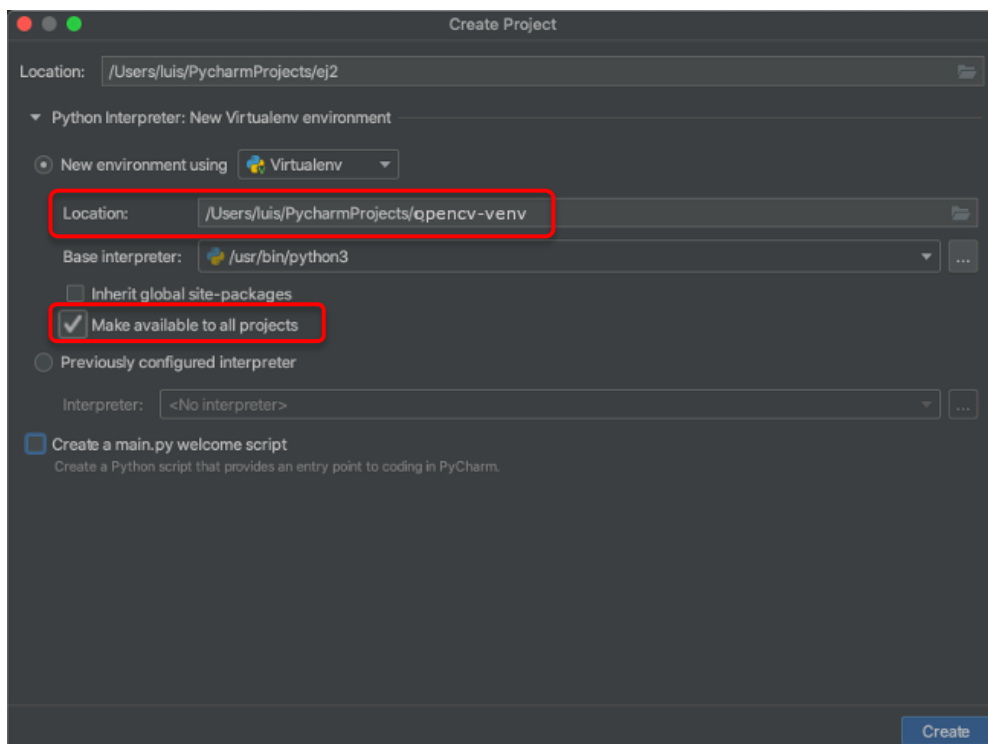 Create Project
Location: /Users/luis/PycharmProjects/ej2
Python Interpreter: New Virtualenv environment
New environment using Virtualenv
Location: /Users/luis/PycharmProjects/opencv-venv
Base interpreter: /usr/bin/python3 ...
Inherit global site-packages
Make available to all projects
Previously configured interpreter
Interpreter: <No interpreter> ...
Create a main.py welcome script
Create a Python script that provides an entry point to coding in PyCharm.
Create